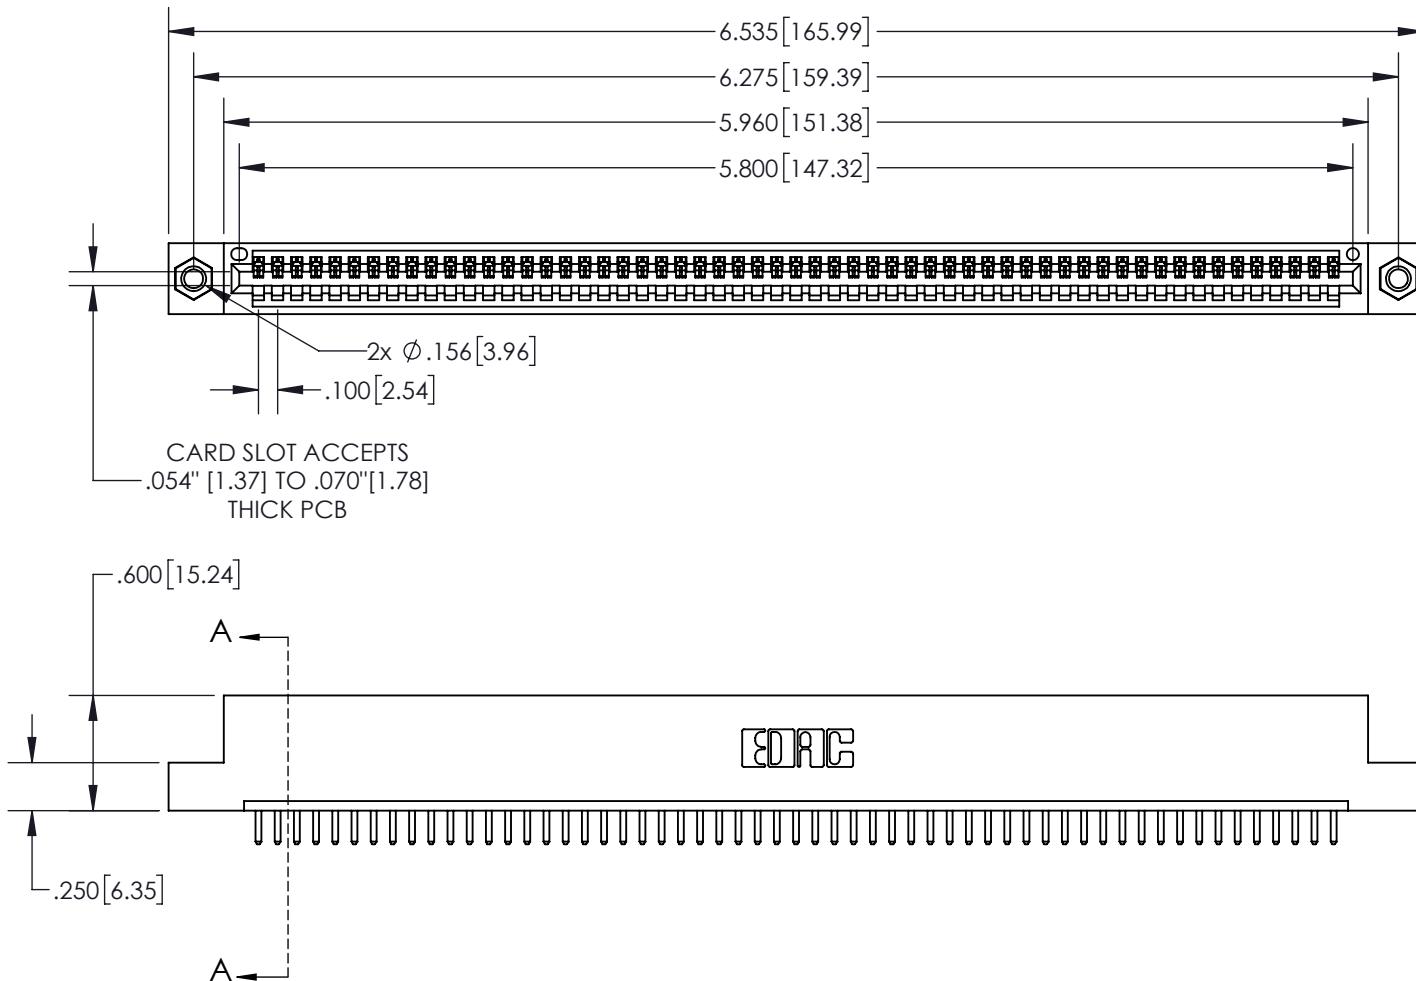 6.535[165.99]
6.275[159.39]
5.960[151.38]
5.800[147.32]
2x Ø.156[3.96]
.100[2.54]
CARD SLOT ACCEPTS
.054" [1.37] TO .070"[1.78]
THICK PCB
.600[15.24]
A
EDAC
.250[6.35]
A